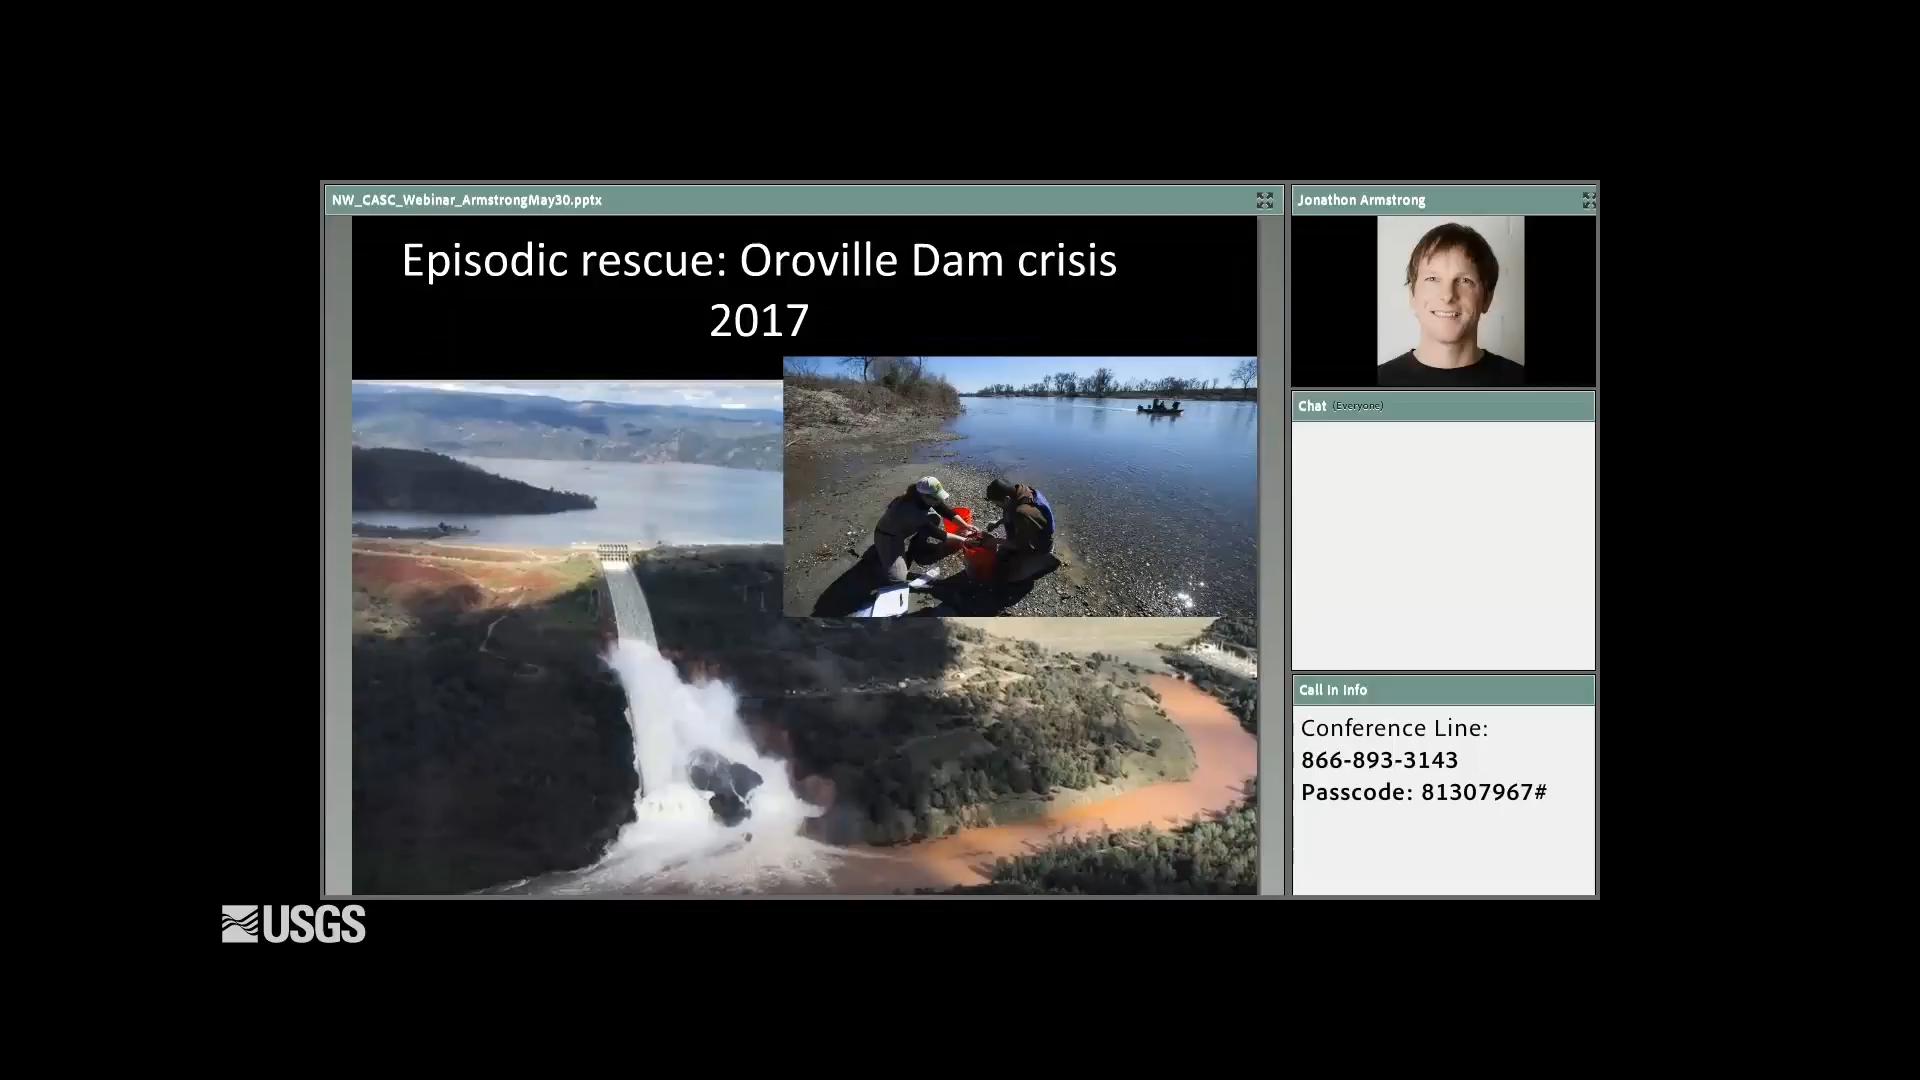 NW_CASC_Webinar_ArmstrongMay30.pptx
Episodic rescue: Oroville Dam crisis
2017
Jonathon Armstrong
Chat (Everyone)
Call In Info
Conference Line:
866-893-3143
Passcode: 81307967#
USGS